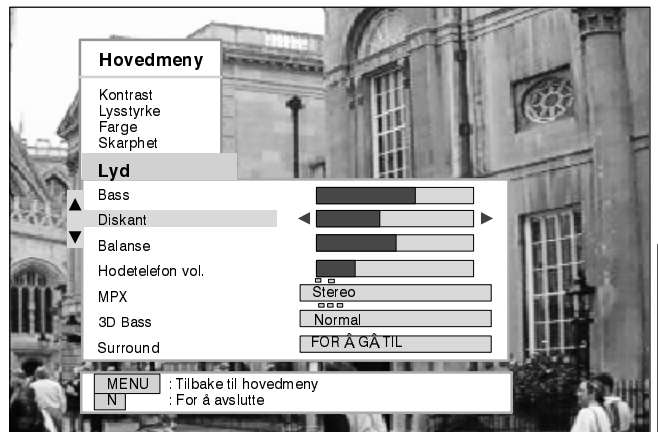 Hovedmeny
Kontrast
Lysstyrke
Farge
Skarphet
Lyd
Bass
Diskant
Balanse
Hodetelefon vol.
MPX Stereo
3D Bass Normal
Surround FOR Â GÂ TIL
MENU : Tilbake til hovedmeny
N : For å avslutte